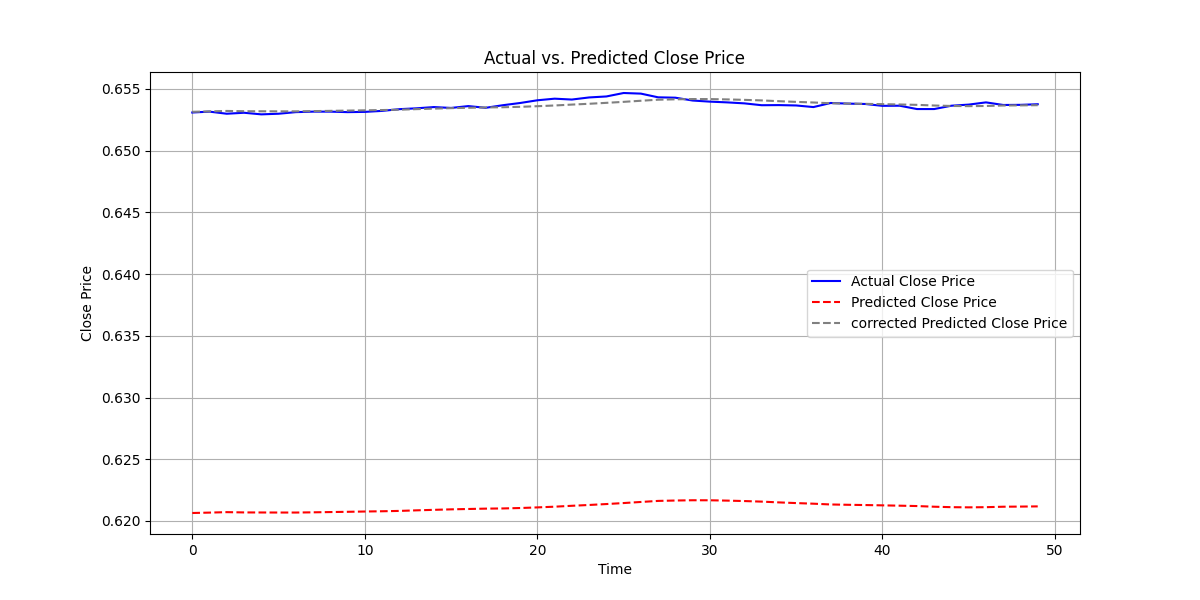 Actual vs. Predicted Close Price
0.655
0.650
0.645
0.640
0.635
0.630
0.625
0.620
Close Price
Actual Close Price
Predicted Close Price
corrected Predicted Close Price
0 10 20 30 40 50
Time